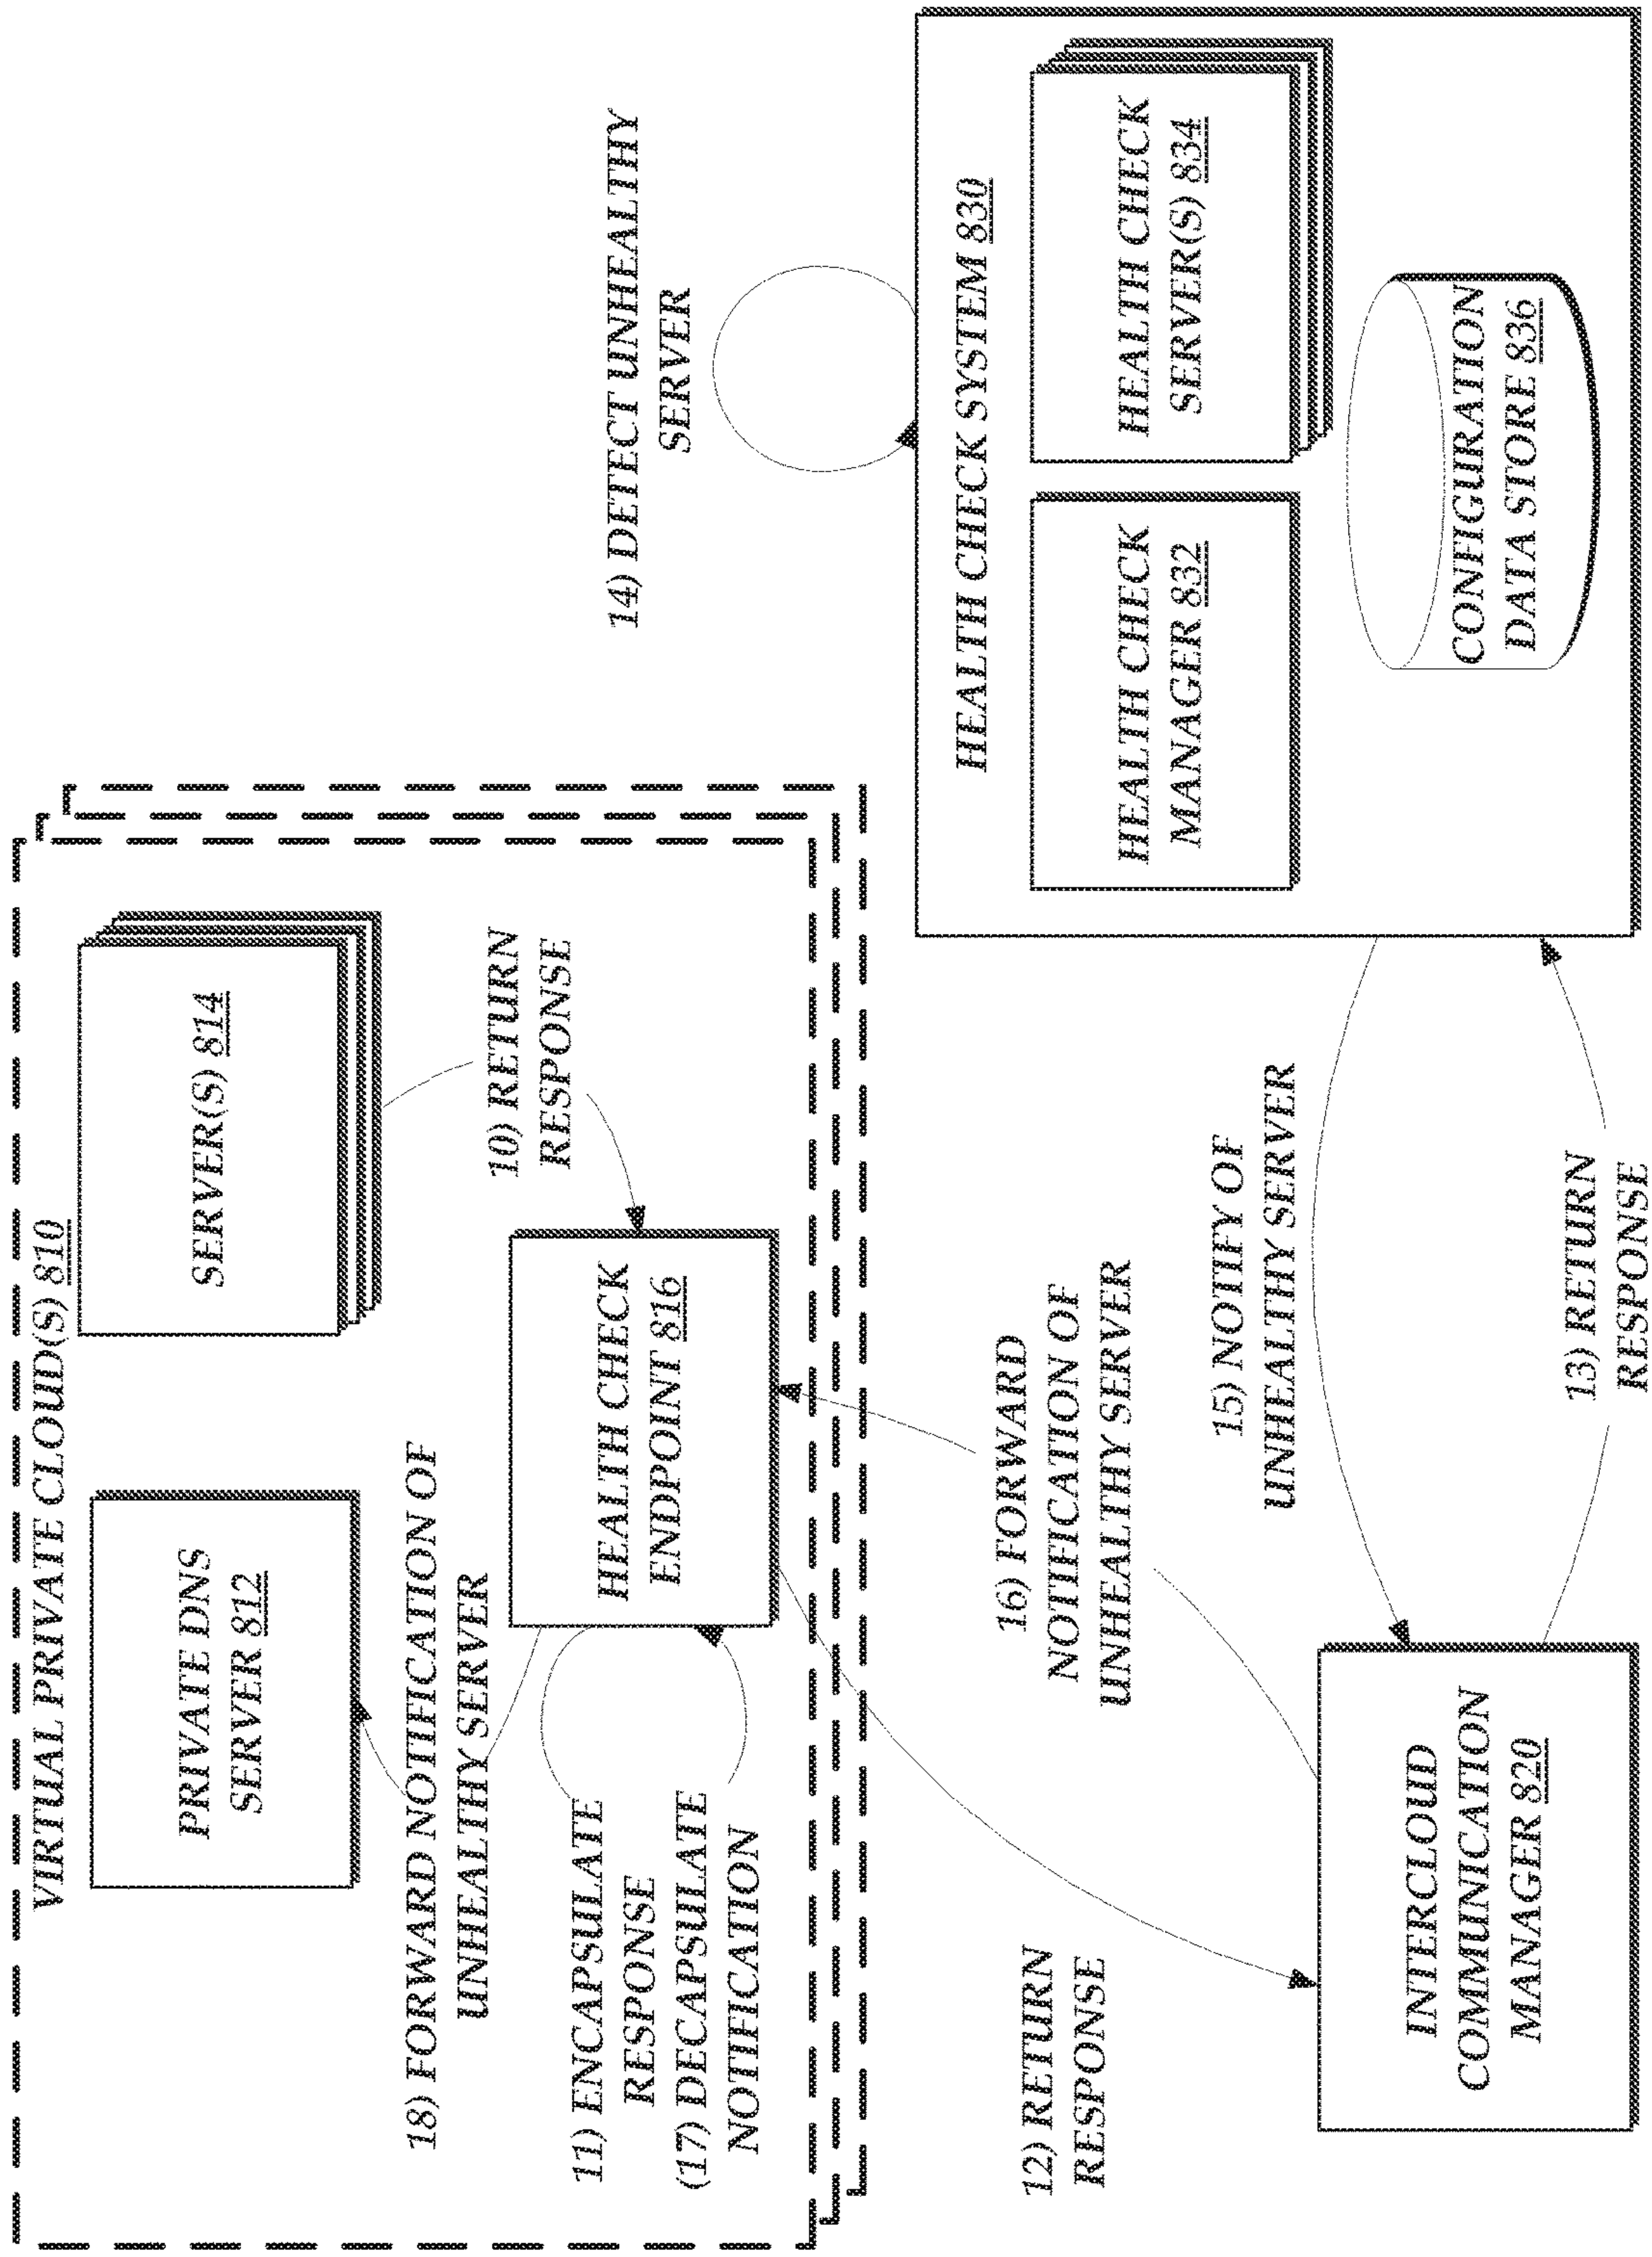 VIRTUAL PRIVATE CLOUD(S) 810
PRIVATE DNS
SERVER 812
SERVER(S) 814
18) FORWARD NOTIFICATION OF
UNHEALTHY SERVER
10) RETURN
RESPONSE
11) ENCAPSULATE
RESPONSE
(17) DECAPSULATE
NOTIFICATION
HEALTH CHECK
ENDPOINT 816
14) DETECT UNHEALTHY
SERVER
12) RETURN
RESPONSE
16) FORWARD
NOTIFICATION OF
UNHEALTHY SERVER
15) NOTIFY OF
UNHEALTHY SERVER
13) RETURN
RESPONSE
INTERCLOUD
COMMUNICATION
MANAGER 820
HEALTH CHECK SYSTEM 830
HEALTH CHECK
MANAGER 832
HEALTH CHECK
SERVER(S) 834
CONFIGURATION
DATA STORE 836